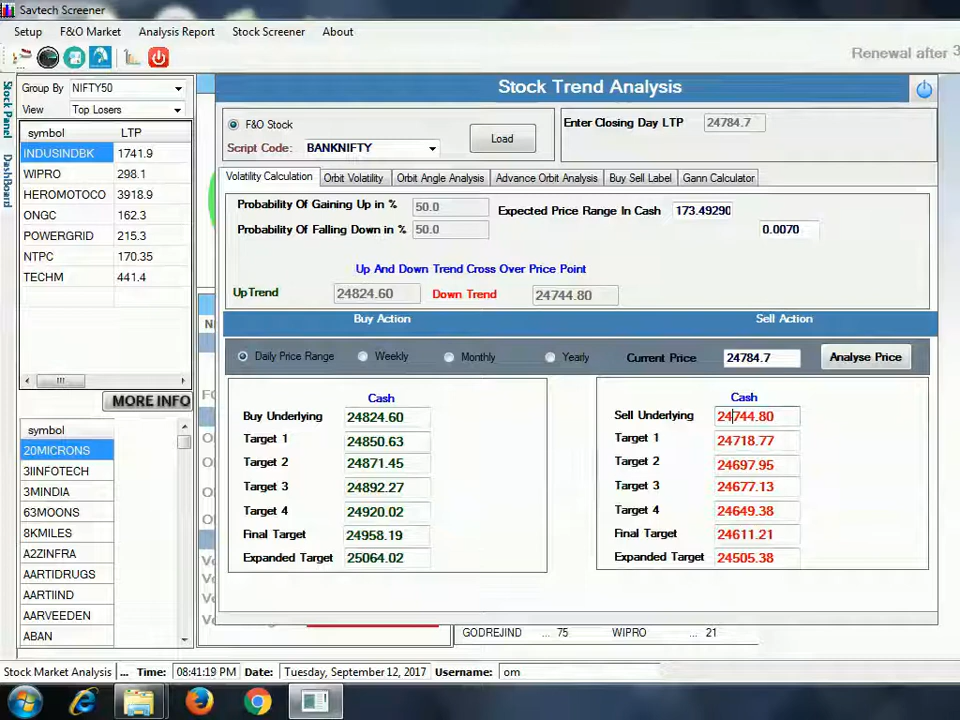 Savtech Screener
Setup F&O Market Analysis Report Stock Screener About
Renewal after 3
Stock Panel
DashBoard
Group By NIFTY50
View Top Losers
symbol LTP
INDUSINDBK 1741.9
WIPRO 298.1
HEROMOTOCO 3918.9
ONGC 162.3
POWERGRID 215.3
NTPC 170.35
TECHM 441.4
MORE INFO
symbol
20MICRONS
3IINFOTECH
3MINDIA
63MOONS
8KMILES
A2ZINFRA
AARTIDRUGS
AARTIIND
AARVEEDEN
ABAN
Stock Trend Analysis
F&O Stock
Script Code: BANKNIFTY Load
Enter Closing Day LTP 24784.7
Volatility Calculation Orbit Volatility Orbit Angle Analysis Advance Orbit Analysis Buy Sell Label Gann Calculator
Probability Of Gaining Up in % 50.0 Expected Price Range In Cash 173.49290
Probability Of Falling Down in % 50.0 0.0070
Up And Down Trend Cross Over Price Point
UpTrend 24824.60 Down Trend 24744.80
Buy Action Sell Action
Daily Price Range Weekly Monthly Yearly Current Price 24784.7 Analyse Price
Cash
Buy Underlying 24824.60
Target 1 24850.63
Target 2 24871.45
Target 3 24892.27
Target 4 24920.02
Final Target 24958.19
Expanded Target 25064.02
Cash
Sell Underlying 24744.80
Target 1 24718.77
Target 2 24697.95
Target 3 24677.13
Target 4 24649.38
Final Target 24611.21
Expanded Target 24505.38
GODREJIND ... 75 WIPRO ... 21
Stock Market Analysis ... Time: 08:41:19 PM Date: Tuesday, September 12, 2017 Username: om